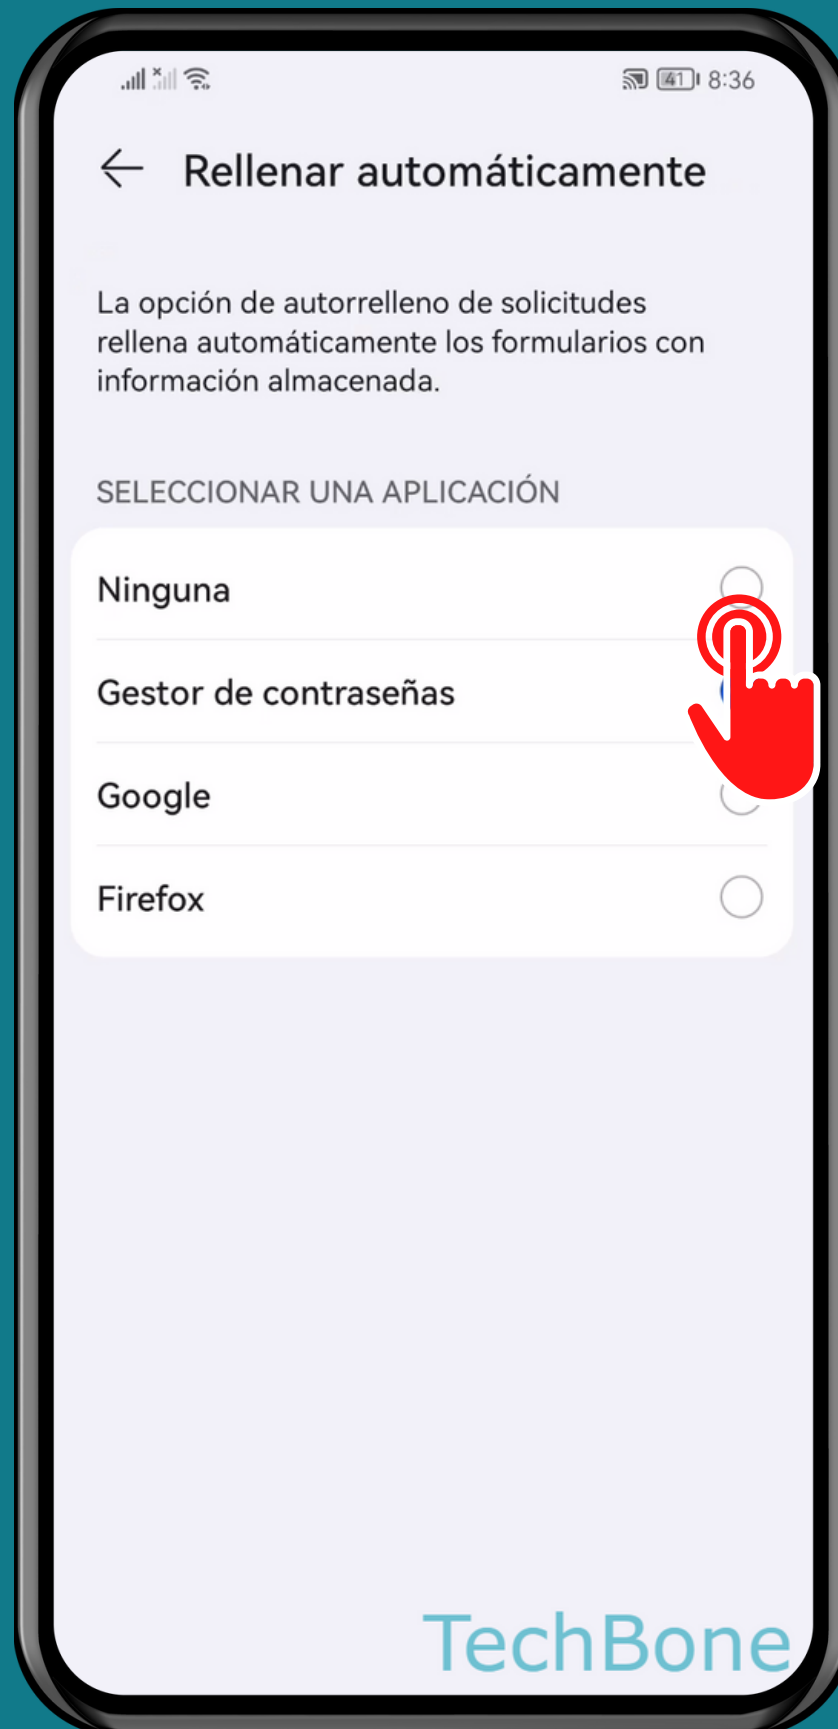 41 8:36
Rellenar automáticamente
La opción de autorrelleno de solicitudes
rellena automáticamente los formularios con
información almacenada.
SELECCIONAR UNA APLICACIÓN
Ninguna
Gestor de contraseñas
Google
Firefox
TechBone